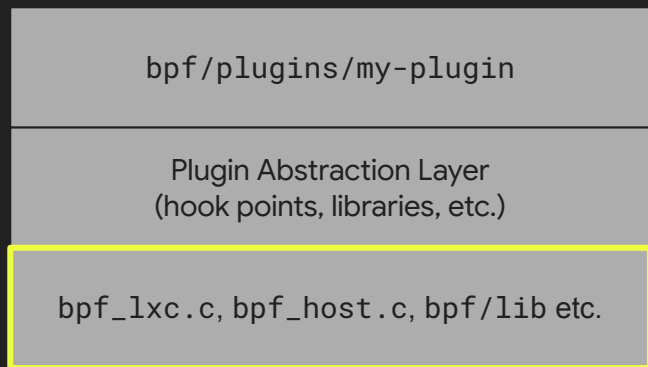 bpf/plugins/my-plugin
Plugin Abstraction Layer
(hook points, libraries, etc.)
bpf_lxc.c, bpf_host.c, bpf/lib etc.